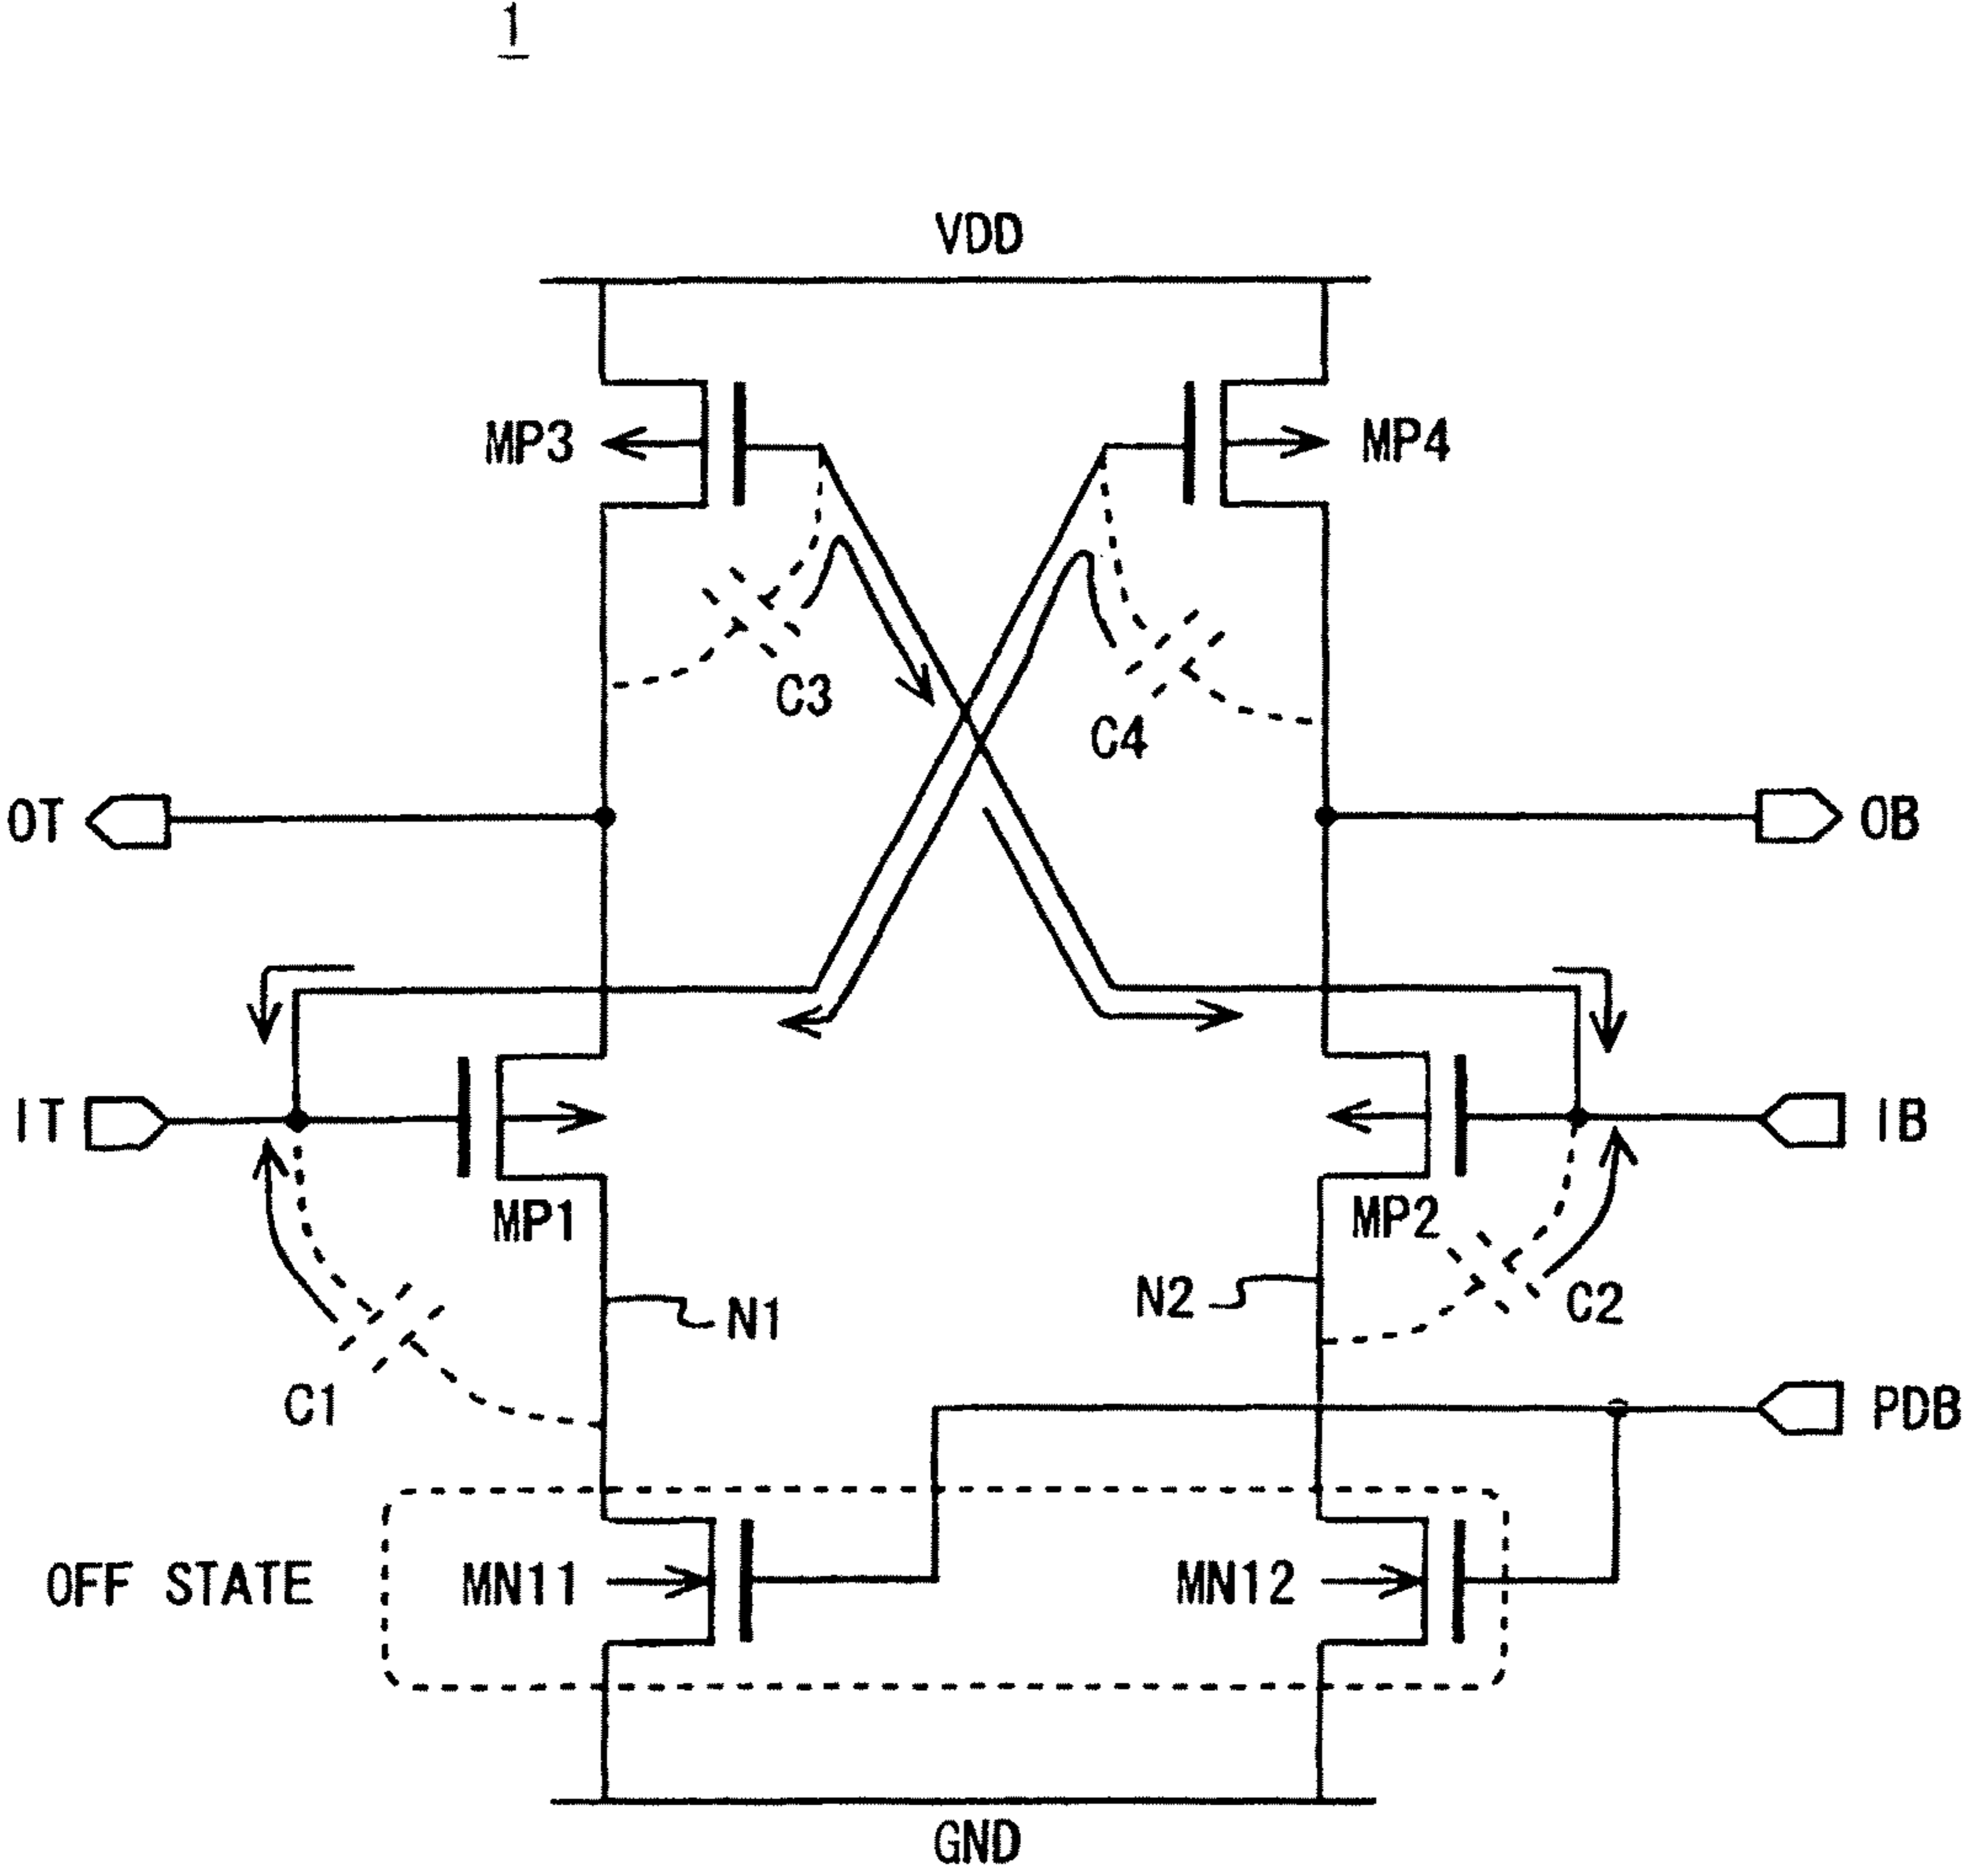 1
VDD
MP3
MP4
C3
C4
OT
OB
IT
IB
MP1
MP2
N1
N2
C2
C1
PDB
OFF STATE
MN11
MN12
GND